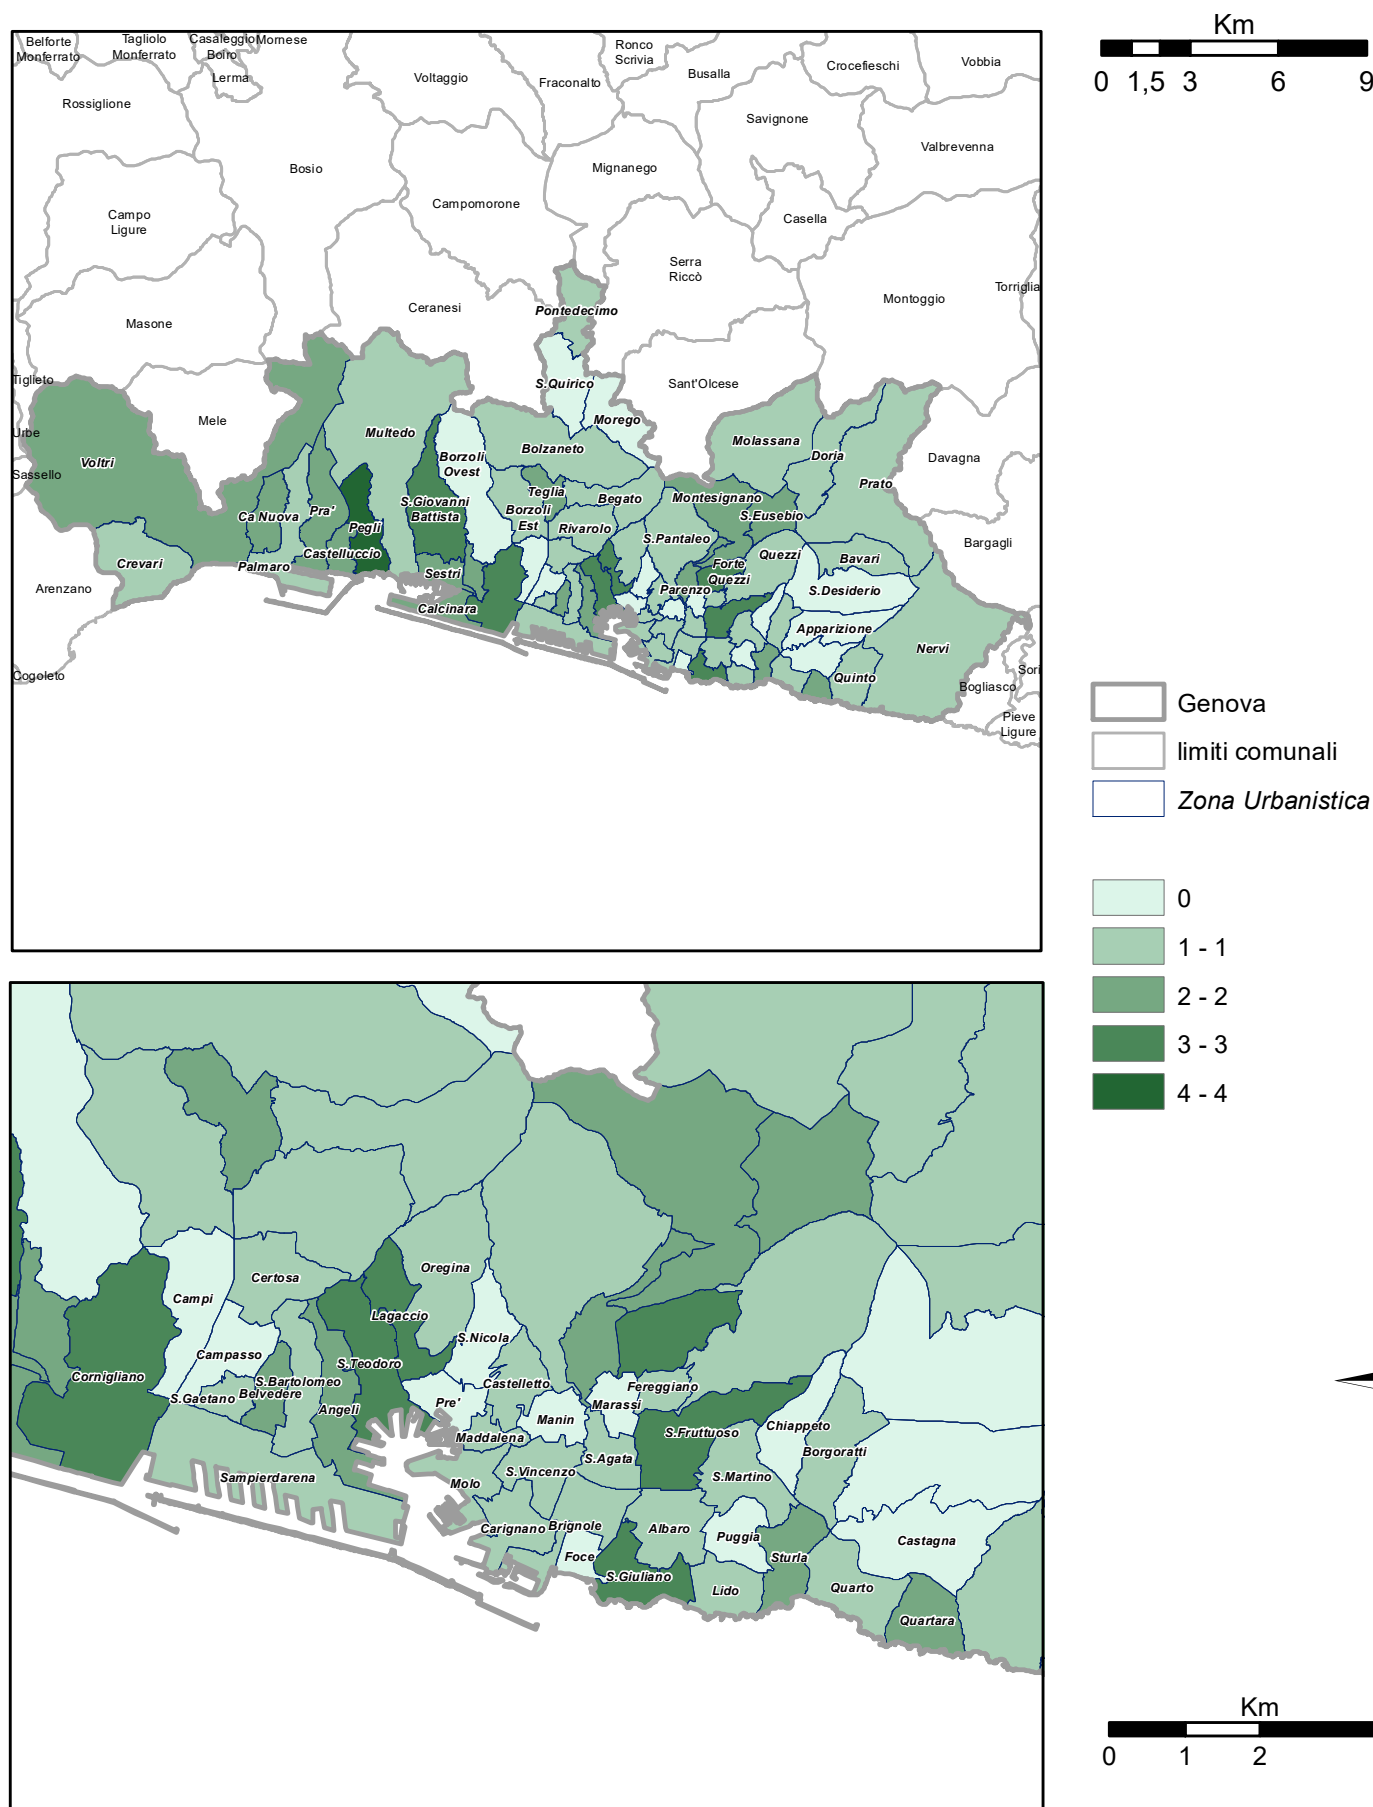 Belforte
Monferrato
Tagliolo
Monferrato
Casaleggio
Boiro
Mornese
Lerma
Rossiglione
Voltaggio
Fraconalto
Ronco
Scrivia
Busalla
Crocefieschi
Vobbia
Savignone
Valbrevenna
Bosio
Mignanego
Campo
Ligure
Campomorone
Casella
Serra
Riccò
Torriglia
Montoggio
Ceranesi
Pontedecimo
Masone
Tiglieto
S.Quirico
Sant'Olcese
Mele
Morego
Urbe
Multedo
Molassana
Voltri
Borzoli
Ovest
Bolzaneto
Doria
Davagna
Sassello
Prato
Teglia
Begato
Montesignano
S.Giovanni
Battista
Ca Nuova
Pra'
Borzoli
Est
S.Eusebio
Pegli
Rivarolo
S.Pantaleo
Bargagli
Castelluccio
Quezzi
Bavari
Crevari
Palmaro
Sestri
Forte
Quezzi
Arenzano
Parenzo
S.Desiderio
Calcinara
Apparizione
Nervi
Cogoleto
Quinto
Sori
Bogliasco
Pieve
Ligure
Km
0 1,5 3 6 9
Genova
limiti comunali
Zona Urbanistica
0
1 - 1
2 - 2
3 - 3
4 - 4
Oregina
Certosa
Campi
Lagaccio
S.Nicola
Campasso
S.Teodoro
Cornigliano
S.Bartolomeo
Castelletto
Fereggiano
S.Gaetano
Belvedere
Pre'
Marassi
Angeli
Manin
Chiappeto
Maddalena
S.Fruttuoso
Borgoratti
S.Agata
Sampierdarena
S.Vincenzo
S.Martino
Molo
Carignano
Brignole
Albaro
Puggia
Castagna
Foce
Sturla
S.Giuliano
Lido
Quarto
Quartara
Km
0 1 2